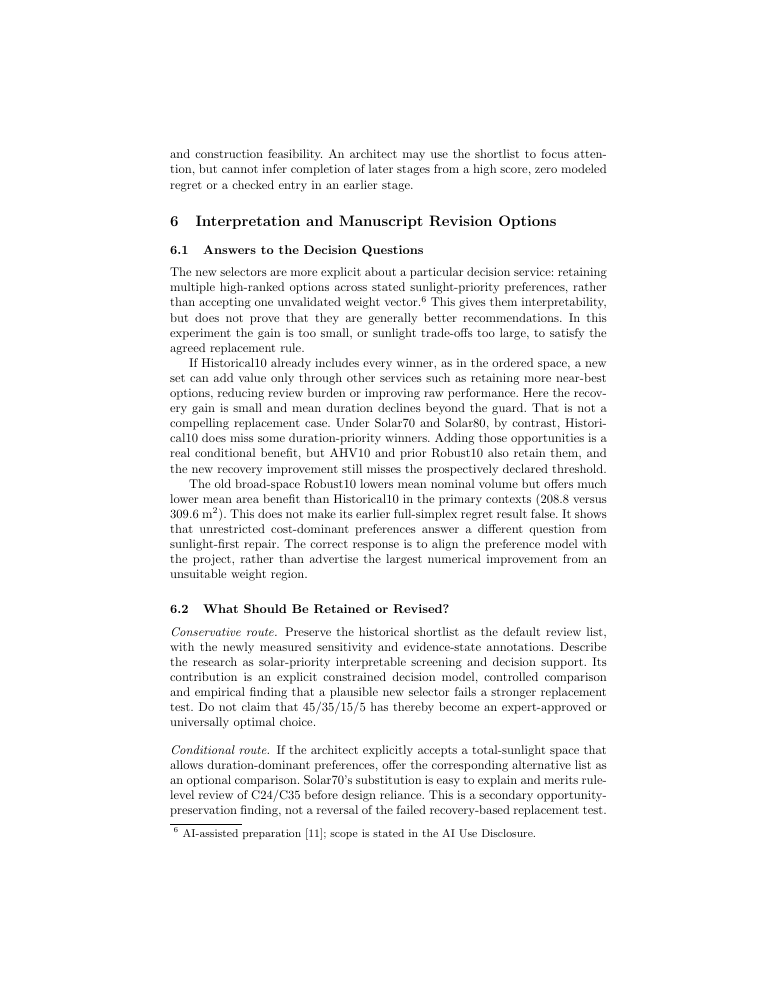 and construction feasibility. An architect may use the shortlist to focus atten-
tion, but cannot infer completion of later stages from a high score, zero modeled
regret or a checked entry in an earlier stage.
6 Interpretation and Manuscript Revision Options
6.1 Answers to the Decision Questions
The new selectors are more explicit about a particular decision service: retaining
multiple high-ranked options across stated sunlight-priority preferences, rather
than accepting one unvalidated weight vector.6 This gives them interpretability,
but does not prove that they are generally better recommendations. In this
experiment the gain is too small, or sunlight trade-offs too large, to satisfy the
agreed replacement rule.
If Historical10 already includes every winner, as in the ordered space, a new
set can add value only through other services such as retaining more near-best
options, reducing review burden or improving raw performance. Here the recov-
ery gain is small and mean duration declines beyond the guard. That is not a
compelling replacement case. Under Solar70 and Solar80, by contrast, Histori-
cal10 does miss some duration-priority winners. Adding those opportunities is a
real conditional benefit, but AHV10 and prior Robust10 also retain them, and
the new recovery improvement still misses the prospectively declared threshold.
The old broad-space Robust10 lowers mean nominal volume but offers much
lower mean area benefit than Historical10 in the primary contexts (208.8 versus
309.6 m2). This does not make its earlier full-simplex regret result false. It shows
that unrestricted cost-dominant preferences answer a different question from
sunlight-first repair. The correct response is to align the preference model with
the project, rather than advertise the largest numerical improvement from an
unsuitable weight region.
6.2 What Should Be Retained or Revised?
Conservative route. Preserve the historical shortlist as the default review list,
with the newly measured sensitivity and evidence-state annotations. Describe
the research as solar-priority interpretable screening and decision support. Its
contribution is an explicit constrained decision model, controlled comparison
and empirical finding that a plausible new selector fails a stronger replacement
test. Do not claim that 45/35/15/5 has thereby become an expert-approved or
universally optimal choice.
Conditional route. If the architect explicitly accepts a total-sunlight space that
allows duration-dominant preferences, offer the corresponding alternative list as
an optional comparison. Solar70's substitution is easy to explain and merits rule-
level review of C24/C35 before design reliance. This is a secondary opportunity-
preservation finding, not a reversal of the failed recovery-based replacement test.
6 AI-assisted preparation [11]; scope is stated in the AI Use Disclosure.